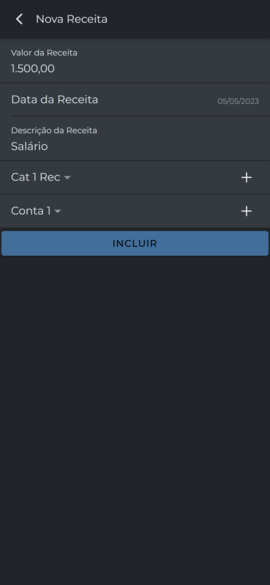 Nova Receita
Valor da Receita
1.500,00
Data da Receita
05/05/2023
Descrição da Receita
Salário
Cat 1 Rec
Conta 1
INCLUIR